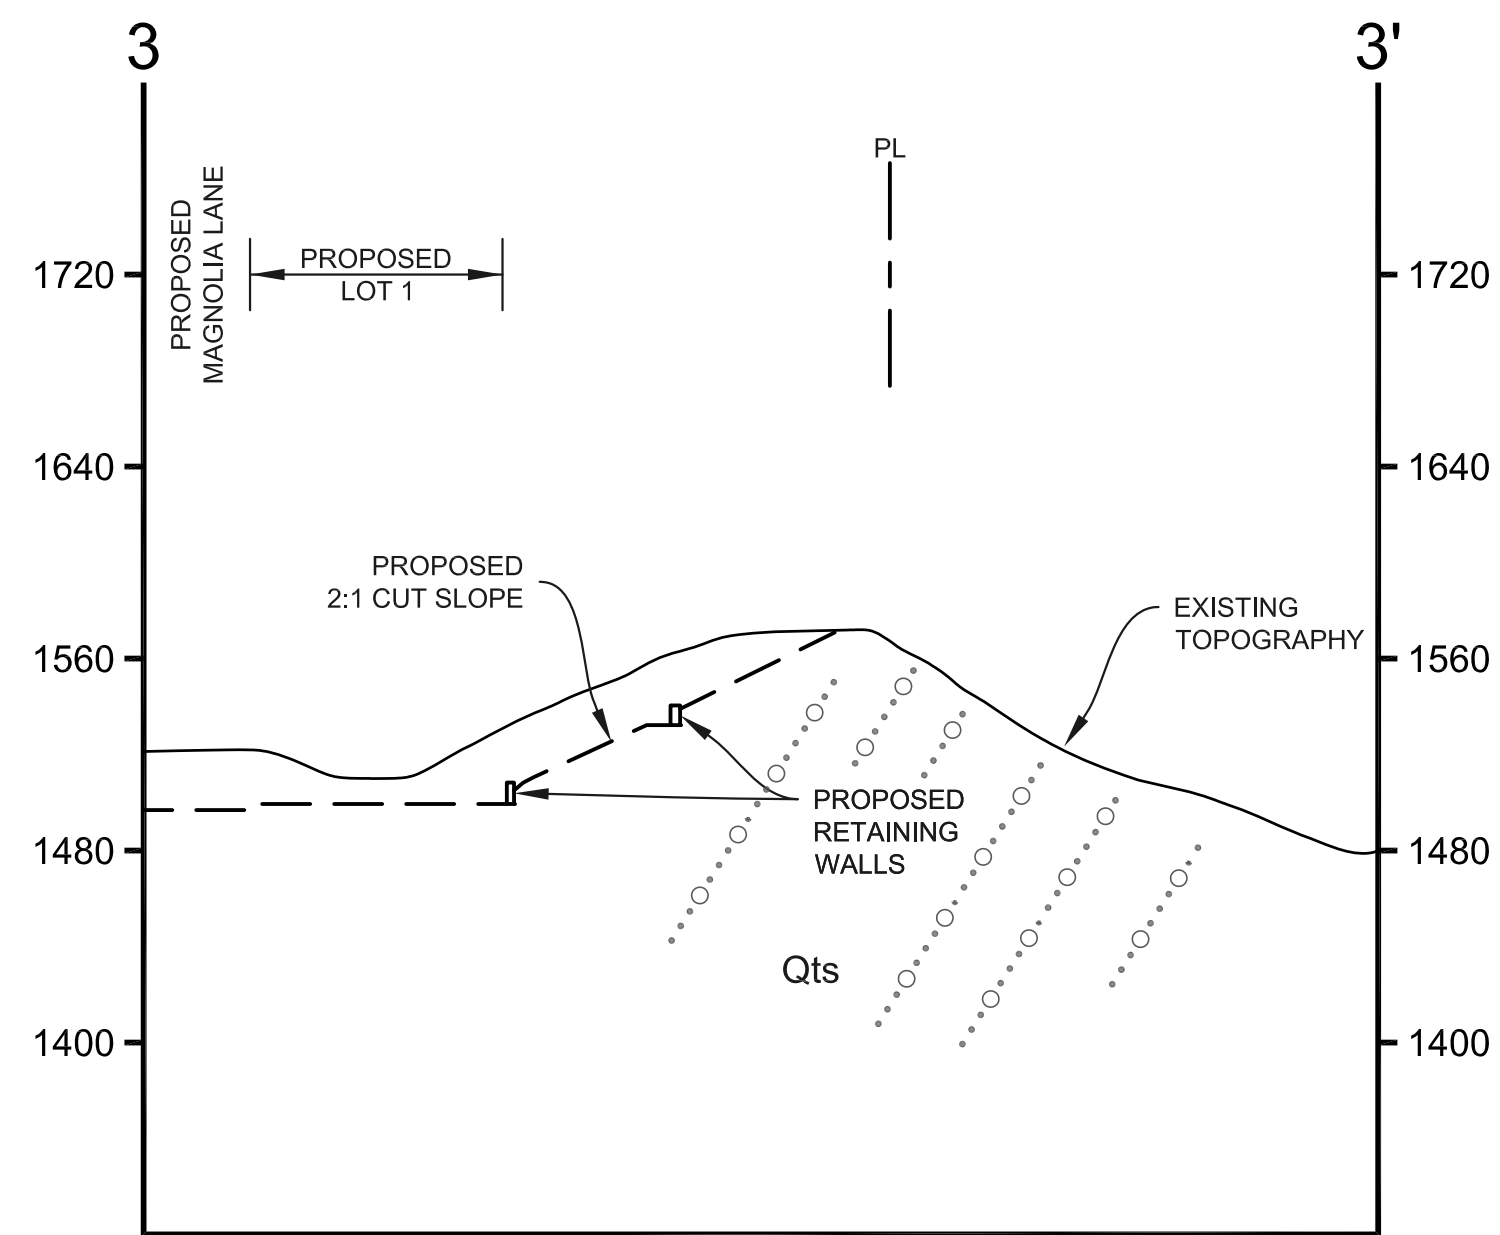 3
3'
PL
PROPOSED
MAGNOLIA LANE
PROPOSED
LOT 1
1720
1720
1640
1640
PROPOSED
2:1 CUT SLOPE
EXISTING
TOPOGRAPHY
1560
1560
PROPOSED
RETAINING
WALLS
1480
1480
Qts
1400
1400